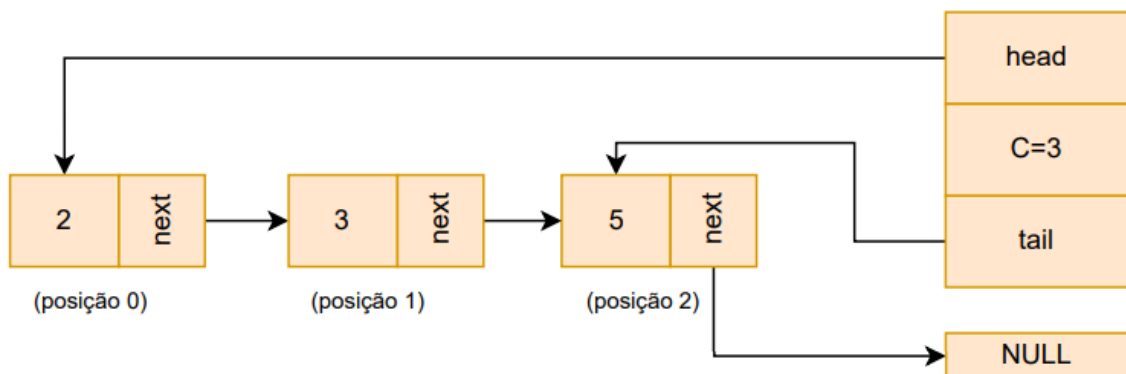 head
C=3
tail
2
next
3
next
5
next
(posição 0)
(posição 1)
(posição 2)
NULL